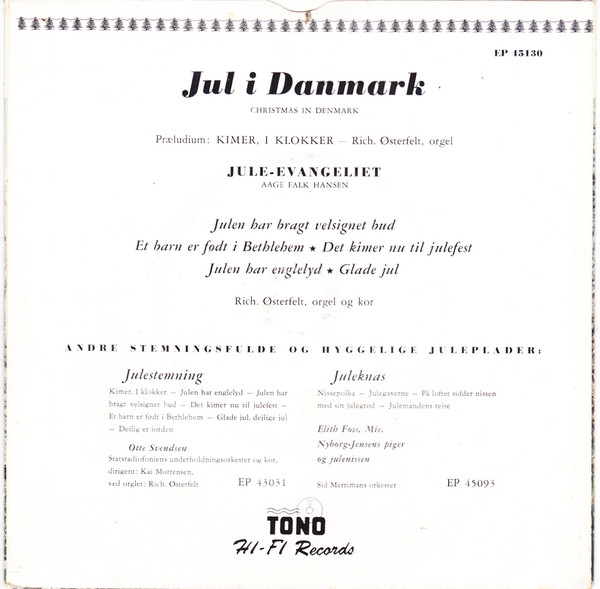 EP 45130
Jul i Danmark
CHRISTMAS IN DENMARK
Præludium: KIMER, I KLOKKER — Rich. Østerfelt, orgel
JULE-EVANGELIET
AAGE FALK HANSEN
Julen har bragt velsignet bud
Et barn er født i Bethlehem ★ Det kimer nu til julefest
Julen har englelyd ★ Glade jul
Rich. Østerfelt, orgel og kor
ANDRE STEMNINGSFULDE OG HYGGELIGE JULEPLADER:
Julestemning
Kimer, I klokker — Julen har englelyd — Julen har
bragt velsignet bud — Det kimer nu til julefest —
Et barn er født i Bethlehem — Glade jul, dejlige jul
— Dejlig er jorden
Otte Svendsen
Statsradiofoniens underholdningsorkester og kor,
dirigent: Kai Mortensen,
ved orglet: Rich. Østerfelt
EP 43031
Juleknas
Nissepolka — Julegaverne — På loftet sidder nissen
med sin julegrød — Julemandens rejse
Elith Foss, Mie,
Nyborg-Jensens piger
og julenissen
Sid Merrimans orkester
EP 45093
TONO
HI-FI Records